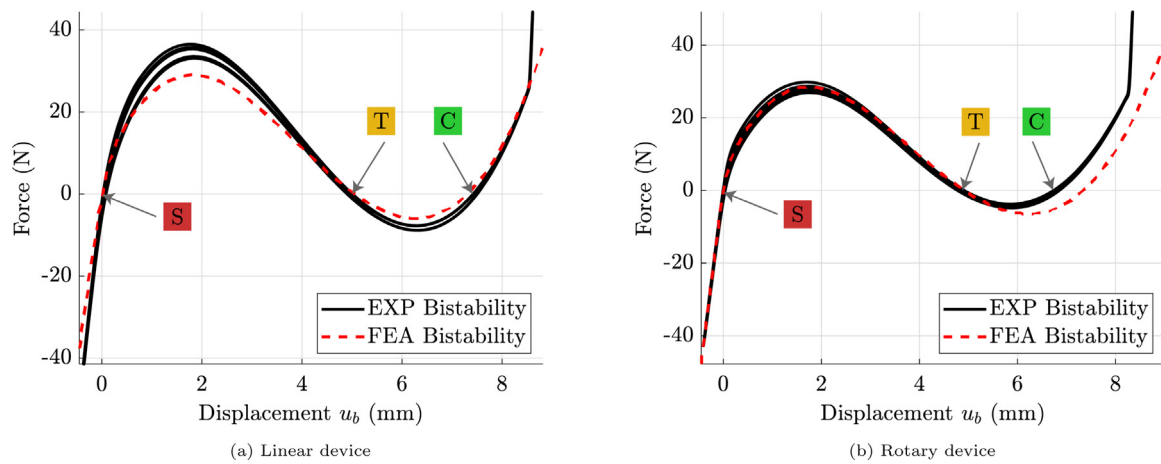 40
20
0
-20
-40
Force (N)
T
C
S
EXP Bistability
FEA Bistability
0
2
4
6
8
Displacement u_b (mm)
(a) Linear device
40
20
0
-20
-40
Force (N)
T
C
S
EXP Bistability
FEA Bistability
0
2
4
6
8
Displacement u_b (mm)
(b) Rotary device